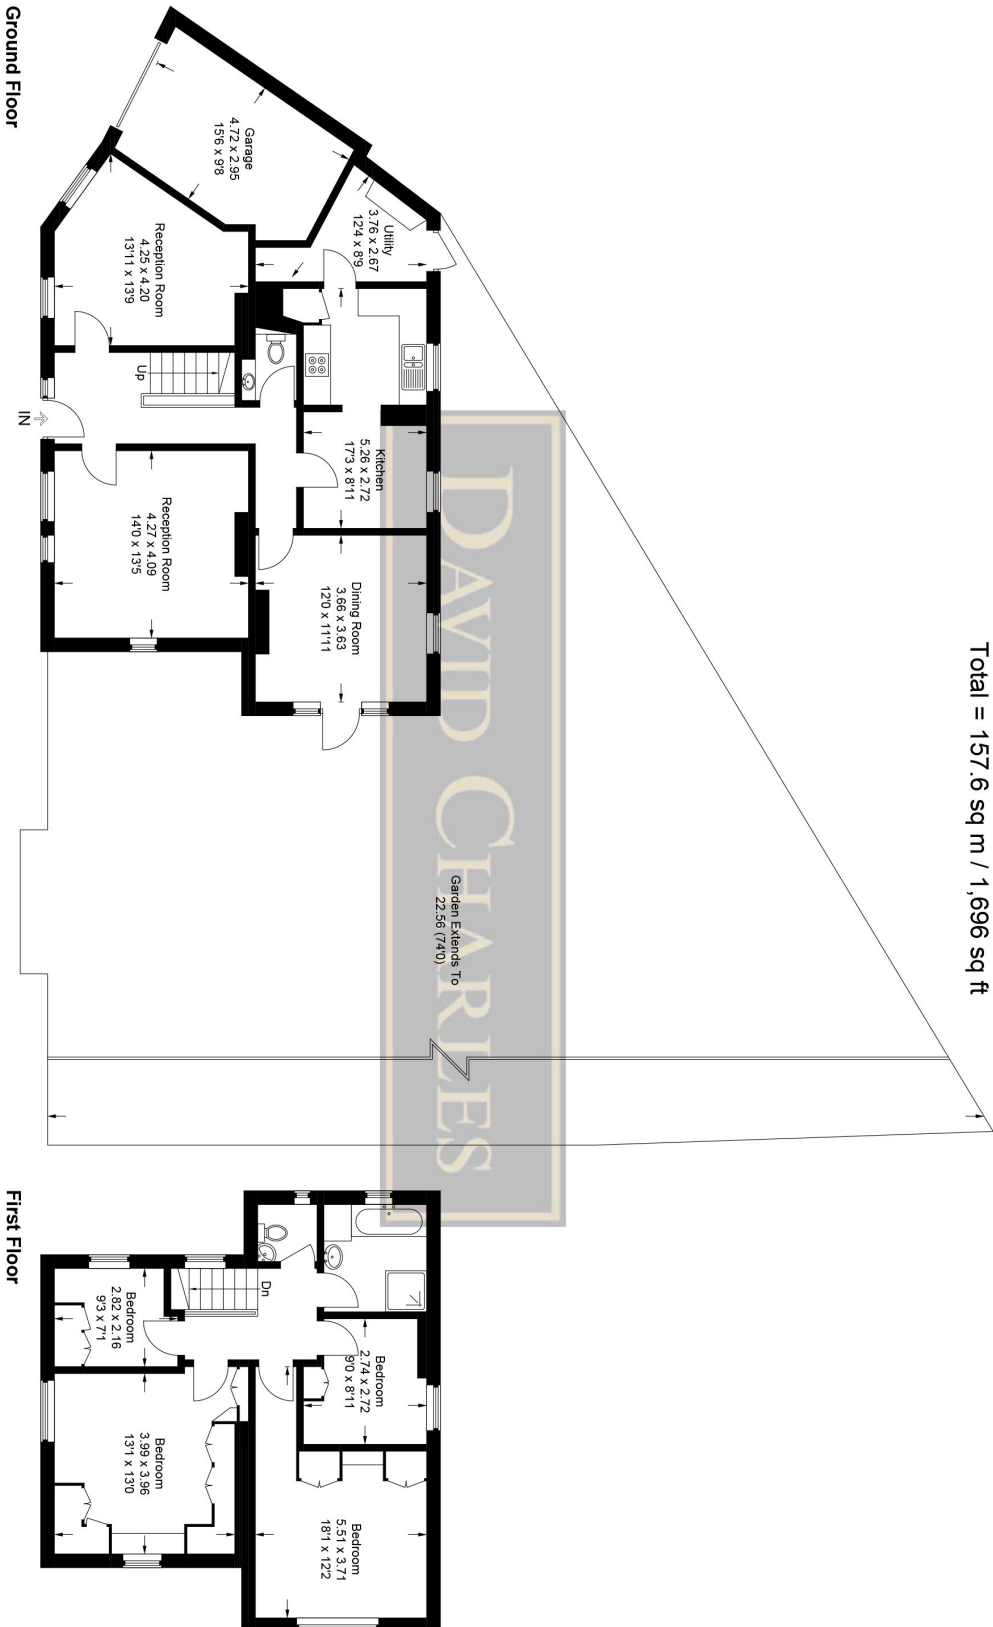 Total = 157.6 sq m / 1,696 sq ft
Garage
4.72 x 2.95
15'6 x 9'8
Utility
3.76 x 2.67
12'4 x 8'9
Reception Room
4.25 x 4.20
13'11 x 13'9
Up
IN
Kitchen
5.26 x 2.72
17'3 x 8'11
Reception Room
4.27 x 4.09
14'0 x 13'5
Dining Room
3.66 x 3.63
12'0 x 11'11
DAVID CHARLES
Garden Extends To
22.56 (74'0)
Ground Floor
Dn
Bedroom
2.82 x 2.16
9'3 x 7'1
Bedroom
2.74 x 2.72
9'0 x 8'11
Bedroom
3.99 x 3.96
13'1 x 13'0
Bedroom
5.51 x 3.71
18'1 x 12'2
First Floor